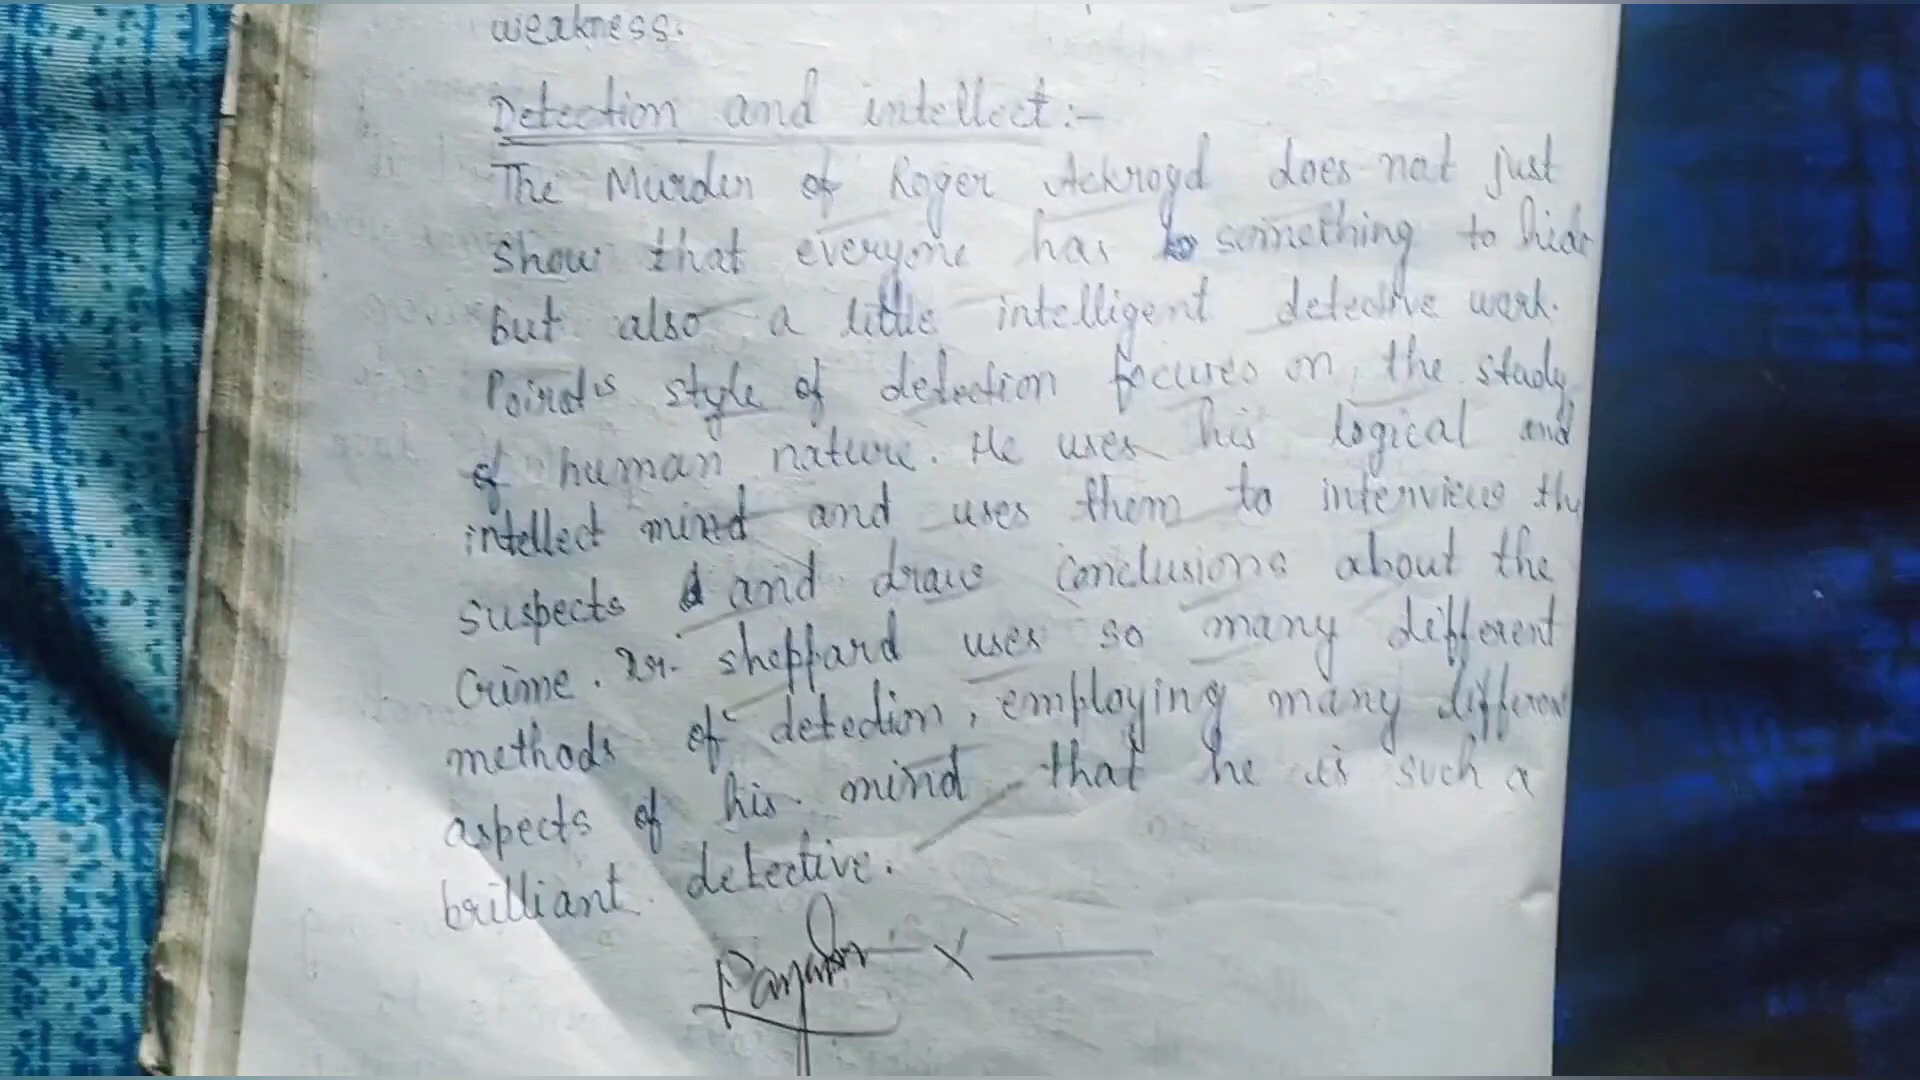 weakness.
Detection and intellect:-
The Murder of Roger Ackroyd does not just
show that everyone has something to hide
but also a little intelligent detective work.
Poirot's style of detection focuses on the study
of human nature. He uses his logical and
intellect mind and uses them to interview the
suspects and draw conclusions about the
crime. Dr. sheppard uses so many different
methods of detection, employing many different
aspects of his mind that he is such a
brilliant detective.